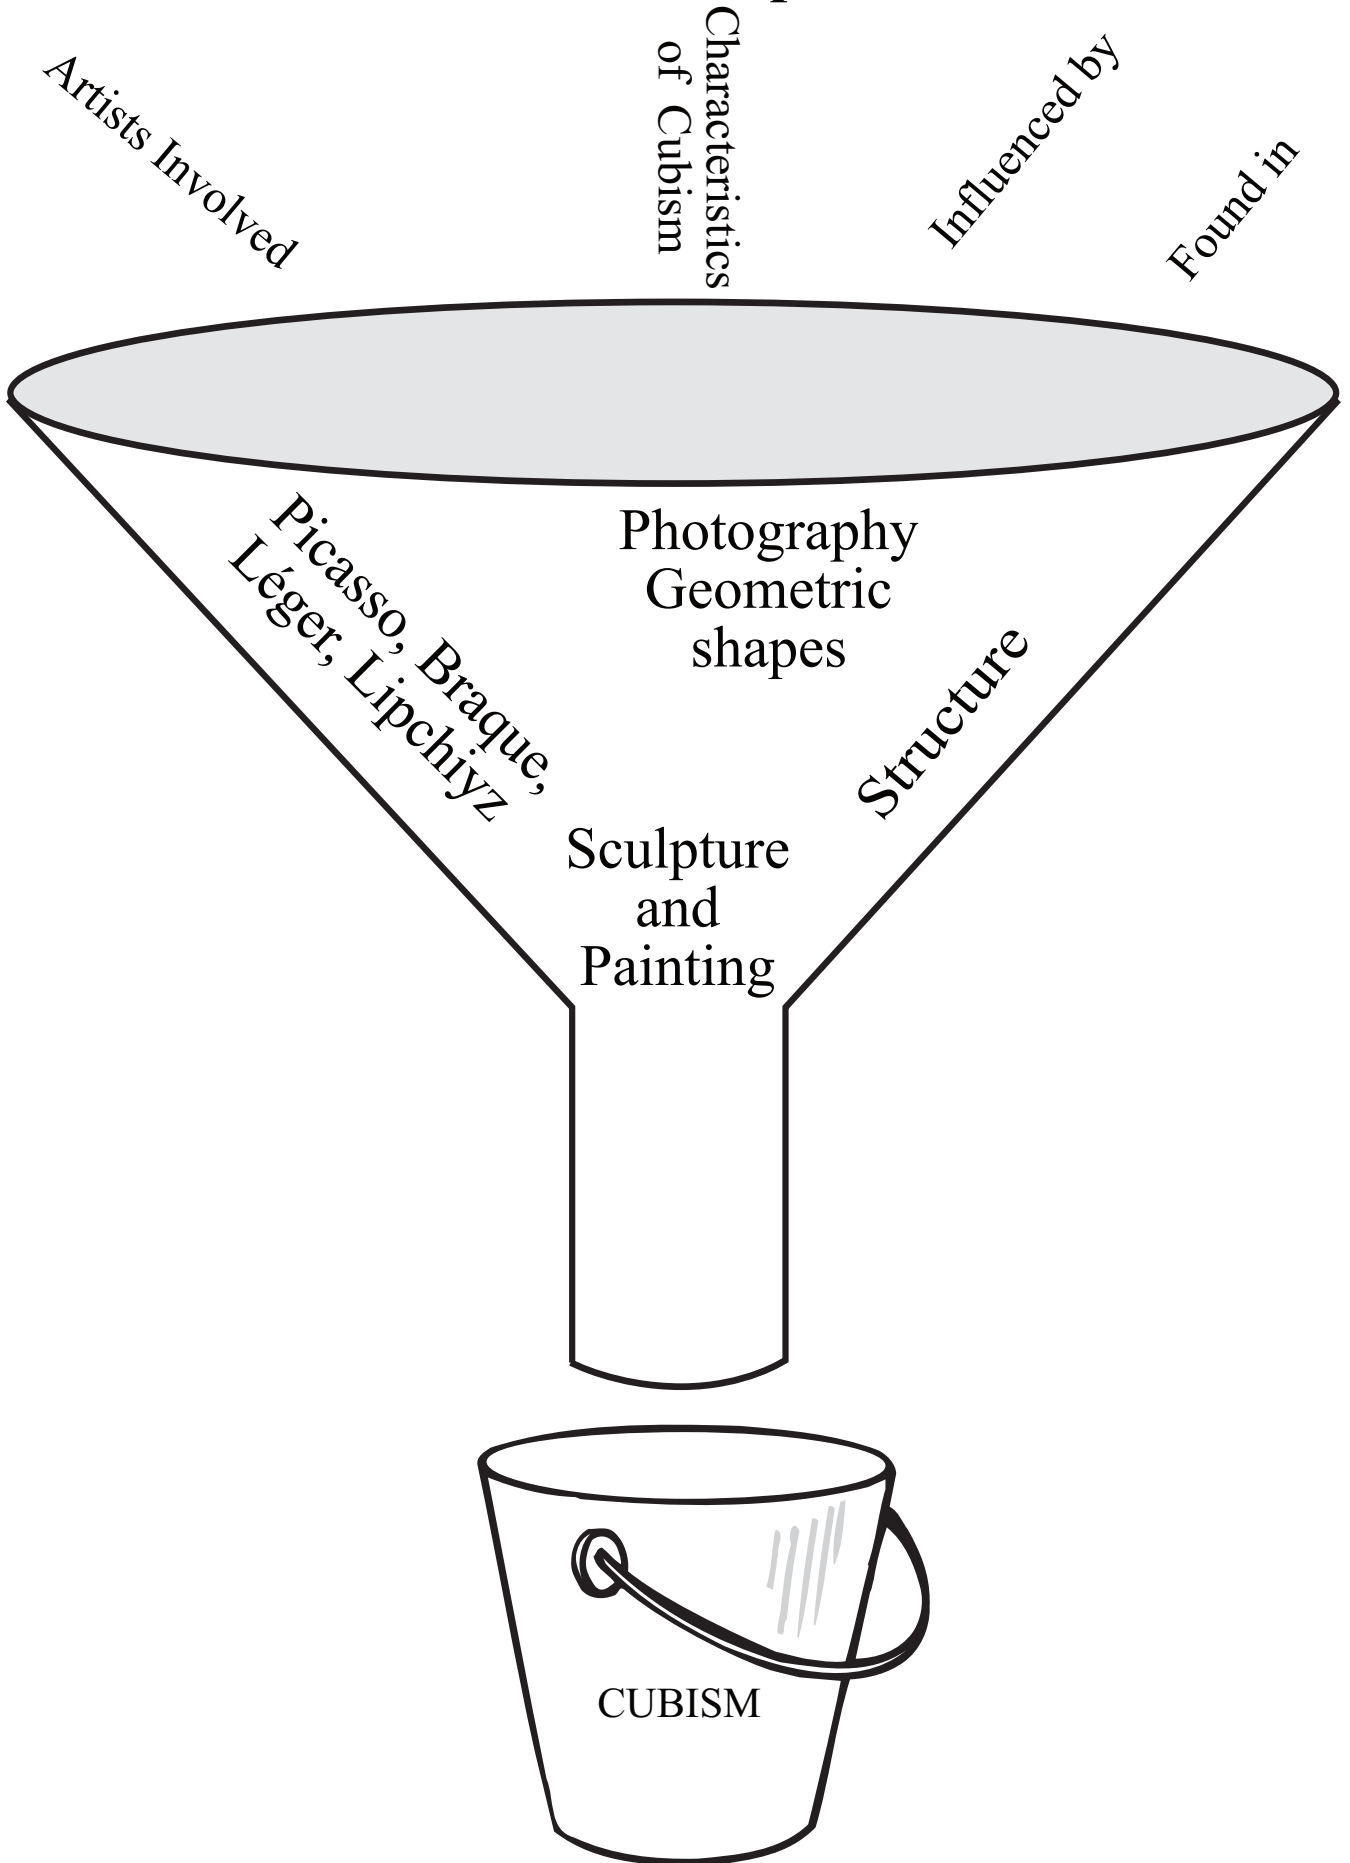 Artists Involved
Characteristics
of Cubism
Influenced by
Found in
Picasso, Braque,
Léger, Lipchiyz
Photography
Geometric
shapes
Structure
Sculpture
and
Painting
CUBISM